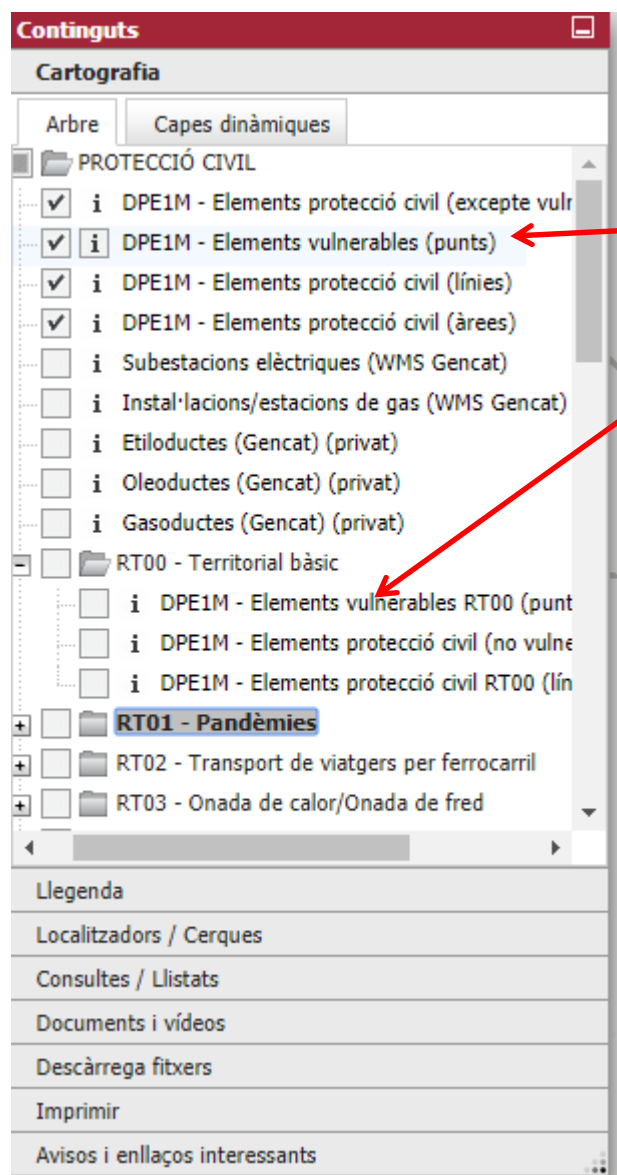 Continguts
Cartografia
Arbre Capes dinàmiques
PROTECCIÓ CIVIL
i DPE1M - Elements protecció civil (excepte vulr
i DPE1M - Elements vulnerables (punts)
i DPE1M - Elements protecció civil (línies)
i DPE1M - Elements protecció civil (àrees)
i Subestacions elèctriques (WMS Gencat)
i Instal·lacions/estacions de gas (WMS Gencat)
i Etiloductes (Gencat) (privat)
i Oleoductes (Gencat) (privat)
i Gasoductes (Gencat) (privat)
RT00 - Territorial bàsic
i DPE1M - Elements vulnerables RT00 (punt
i DPE1M - Elements protecció civil (no vulne
i DPE1M - Elements protecció civil RT00 (lín
RT01 - Pandèmies
RT02 - Transport de viatgers per ferrocarril
RT03 - Onada de calor/Onada de fred
Llegenda
Localitzadors / Cerques
Consultes / Llistats
Documents i vídeos
Descàrrega fitxers
Imprimir
Avisos i enllaços interessants